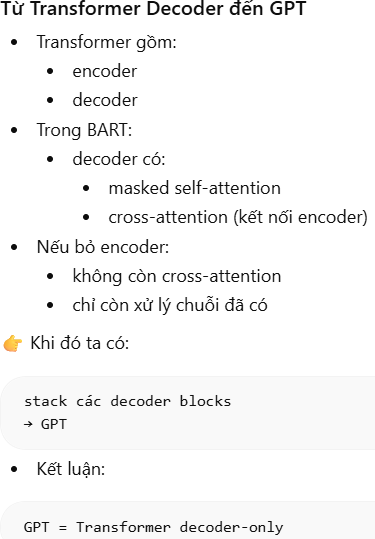 Từ Transformer Decoder đến GPT
• Transformer gồm:
• encoder
• decoder
• Trong BART:
• decoder có:
• masked self-attention
• cross-attention (kết nối encoder)
• Nếu bỏ encoder:
• không còn cross-attention
• chỉ còn xử lý chuỗi đã có
👉 Khi đó ta có:
stack các decoder blocks
→ GPT
• Kết luận:
GPT = Transformer decoder-only